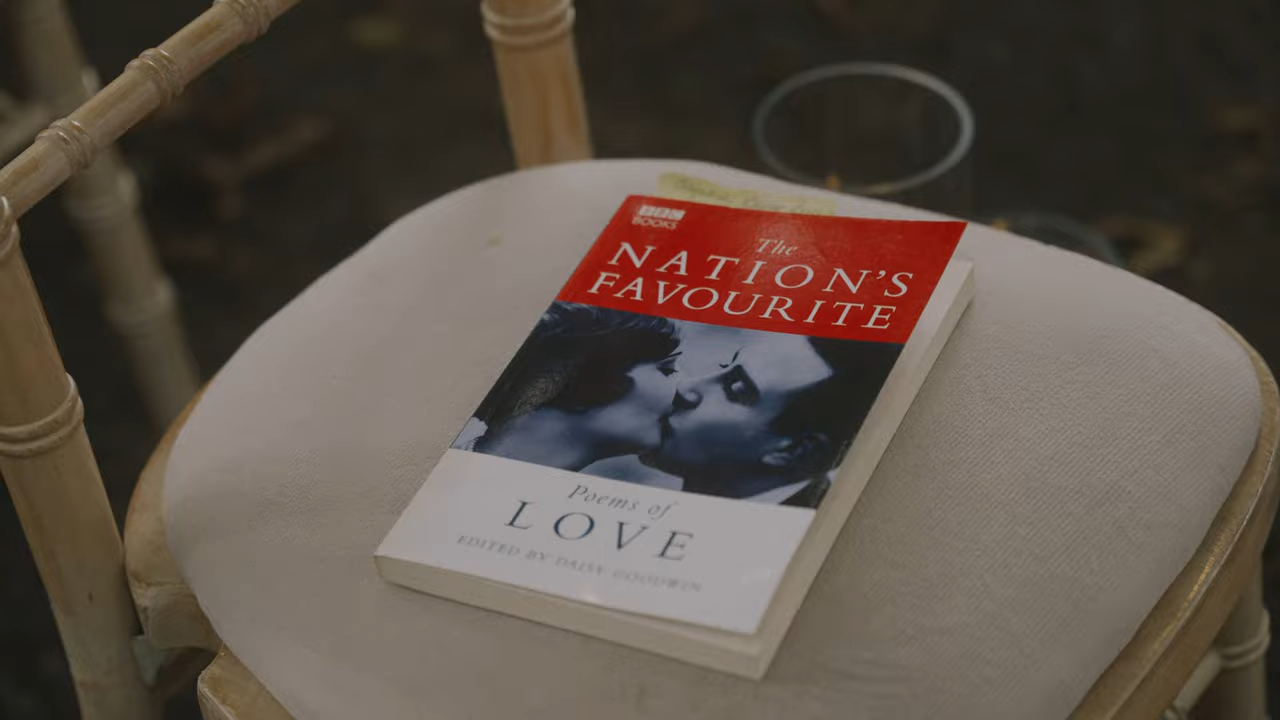 BBC
BOOKS
The
NATION'S
FAVOURITE
Poems of
LOVE
EDITED BY DAISY GOODWIN